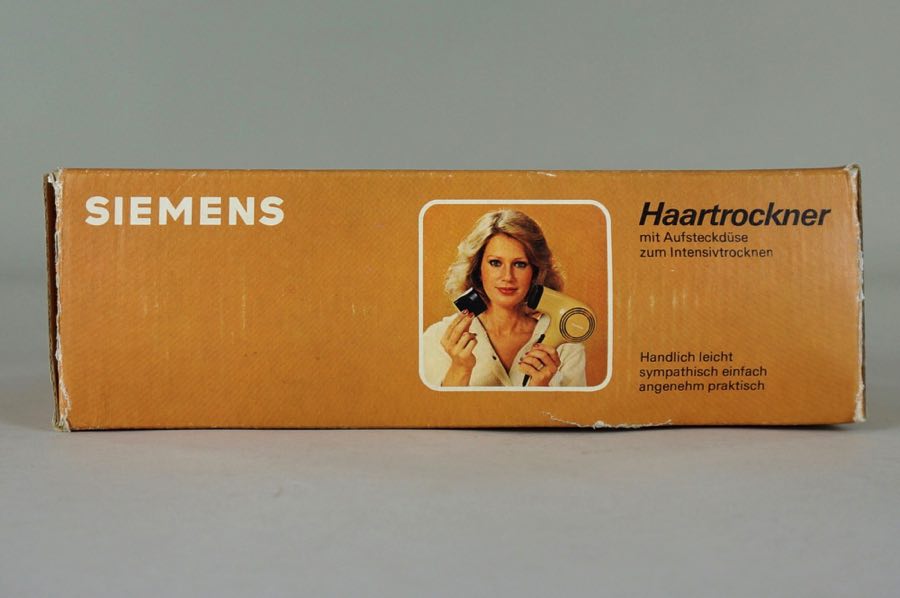 SIEMENS
Haartrockner
mit Aufsteckdüse
zum Intensivtrocknen
Handlich leicht
sympathisch einfach
angenehm praktisch